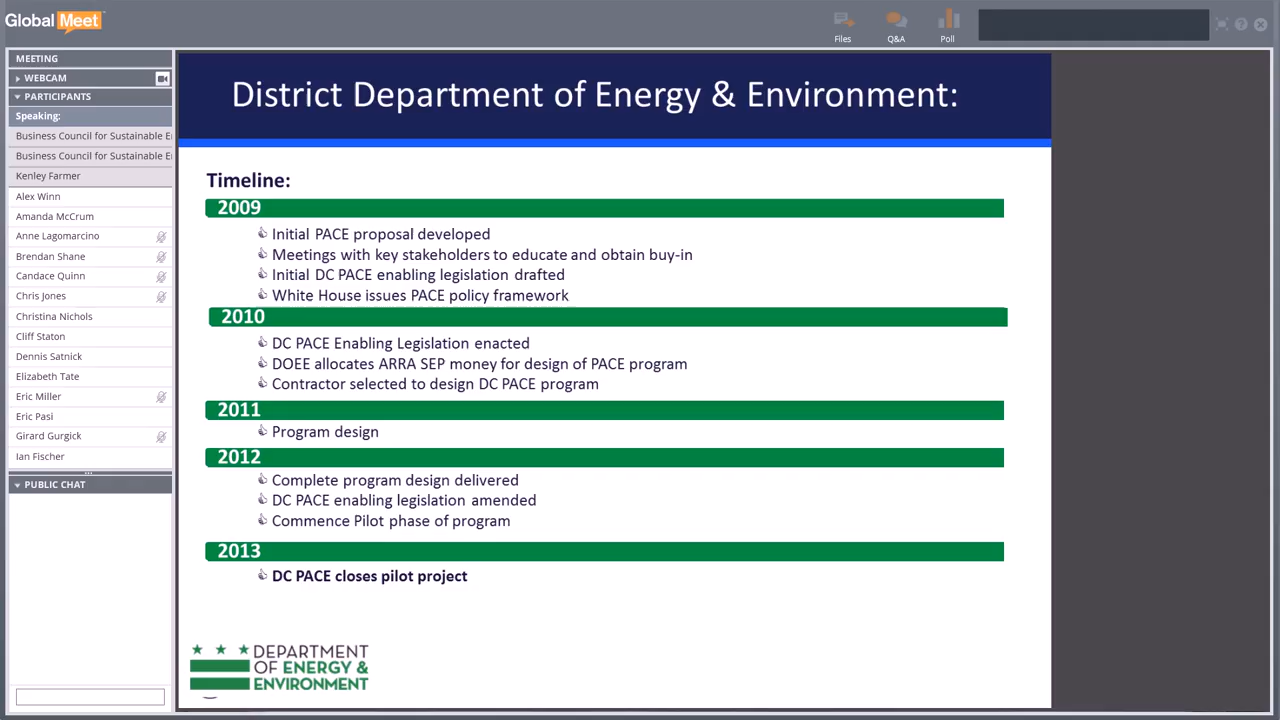 Global Meet
Files
Q&A
Poll
MEETING
WEBCAM
PARTICIPANTS
Speaking:
Business Council for Sustainable E
Business Council for Sustainable E
Kenley Farmer
Alex Winn
Amanda McCrum
Anne Lagomarcino
Brendan Shane
Candace Quinn
Chris Jones
Christina Nichols
Cliff Staton
Dennis Satnick
Elizabeth Tate
Eric Miller
Eric Pasi
Girard Gurgick
Ian Fischer
PUBLIC CHAT
District Department of Energy & Environment:
Timeline:
2009
Initial PACE proposal developed
Meetings with key stakeholders to educate and obtain buy-in
Initial DC PACE enabling legislation drafted
White House issues PACE policy framework
2010
DC PACE Enabling Legislation enacted
DOEE allocates ARRA SEP money for design of PACE program
Contractor selected to design DC PACE program
2011
Program design
2012
Complete program design delivered
DC PACE enabling legislation amended
Commence Pilot phase of program
2013
DC PACE closes pilot project
DEPARTMENT
OF ENERGY &
ENVIRONMENT